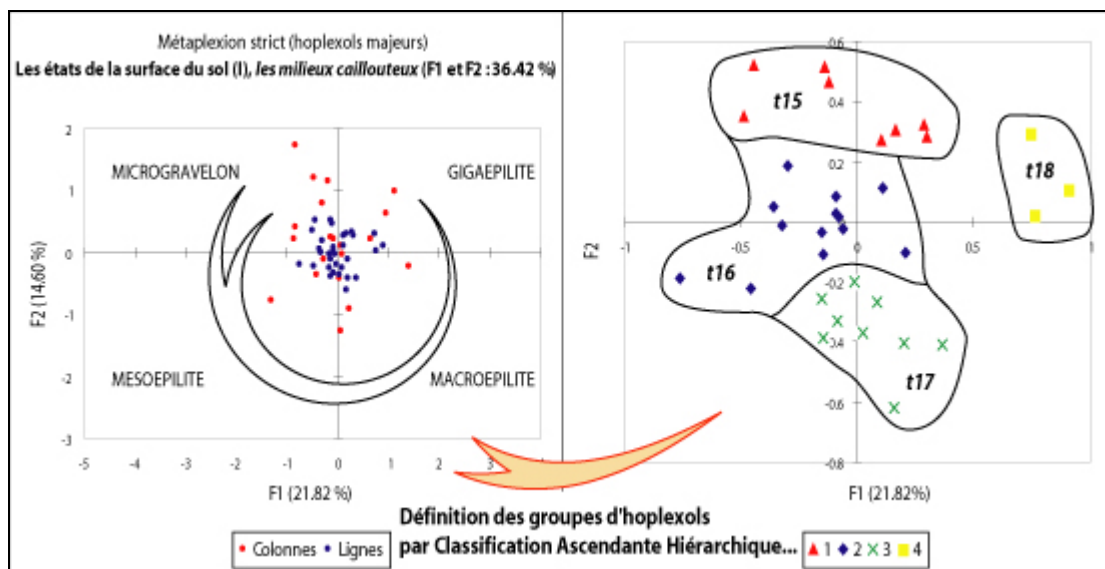 Métaplexion strict (hoplexols majeurs)
Les états de la surface du sol (I), les milieux caillouteux (F1 et F2 : 36.42 %)
2
MICROGRAVELON
GIGAEPILITE
1
0
F2 (14.60 %)
-1
-2
MESOEPILITE
MACROEPILITE
-3
-5
-4
-3
-2
-1
0
1
2
3
F1 (21.82 %)
Colonnes
Lignes
0.6
t15
0.4
0.2
t18
-1
-0.5
0
0.5
1
F2
t16
-0.2
0.4
t17
-0.6
-0.8
F1 (21.82%)
Définition des groupes d'hoplexols
par Classification Ascendante Hiérarchique...
1
2
3
4